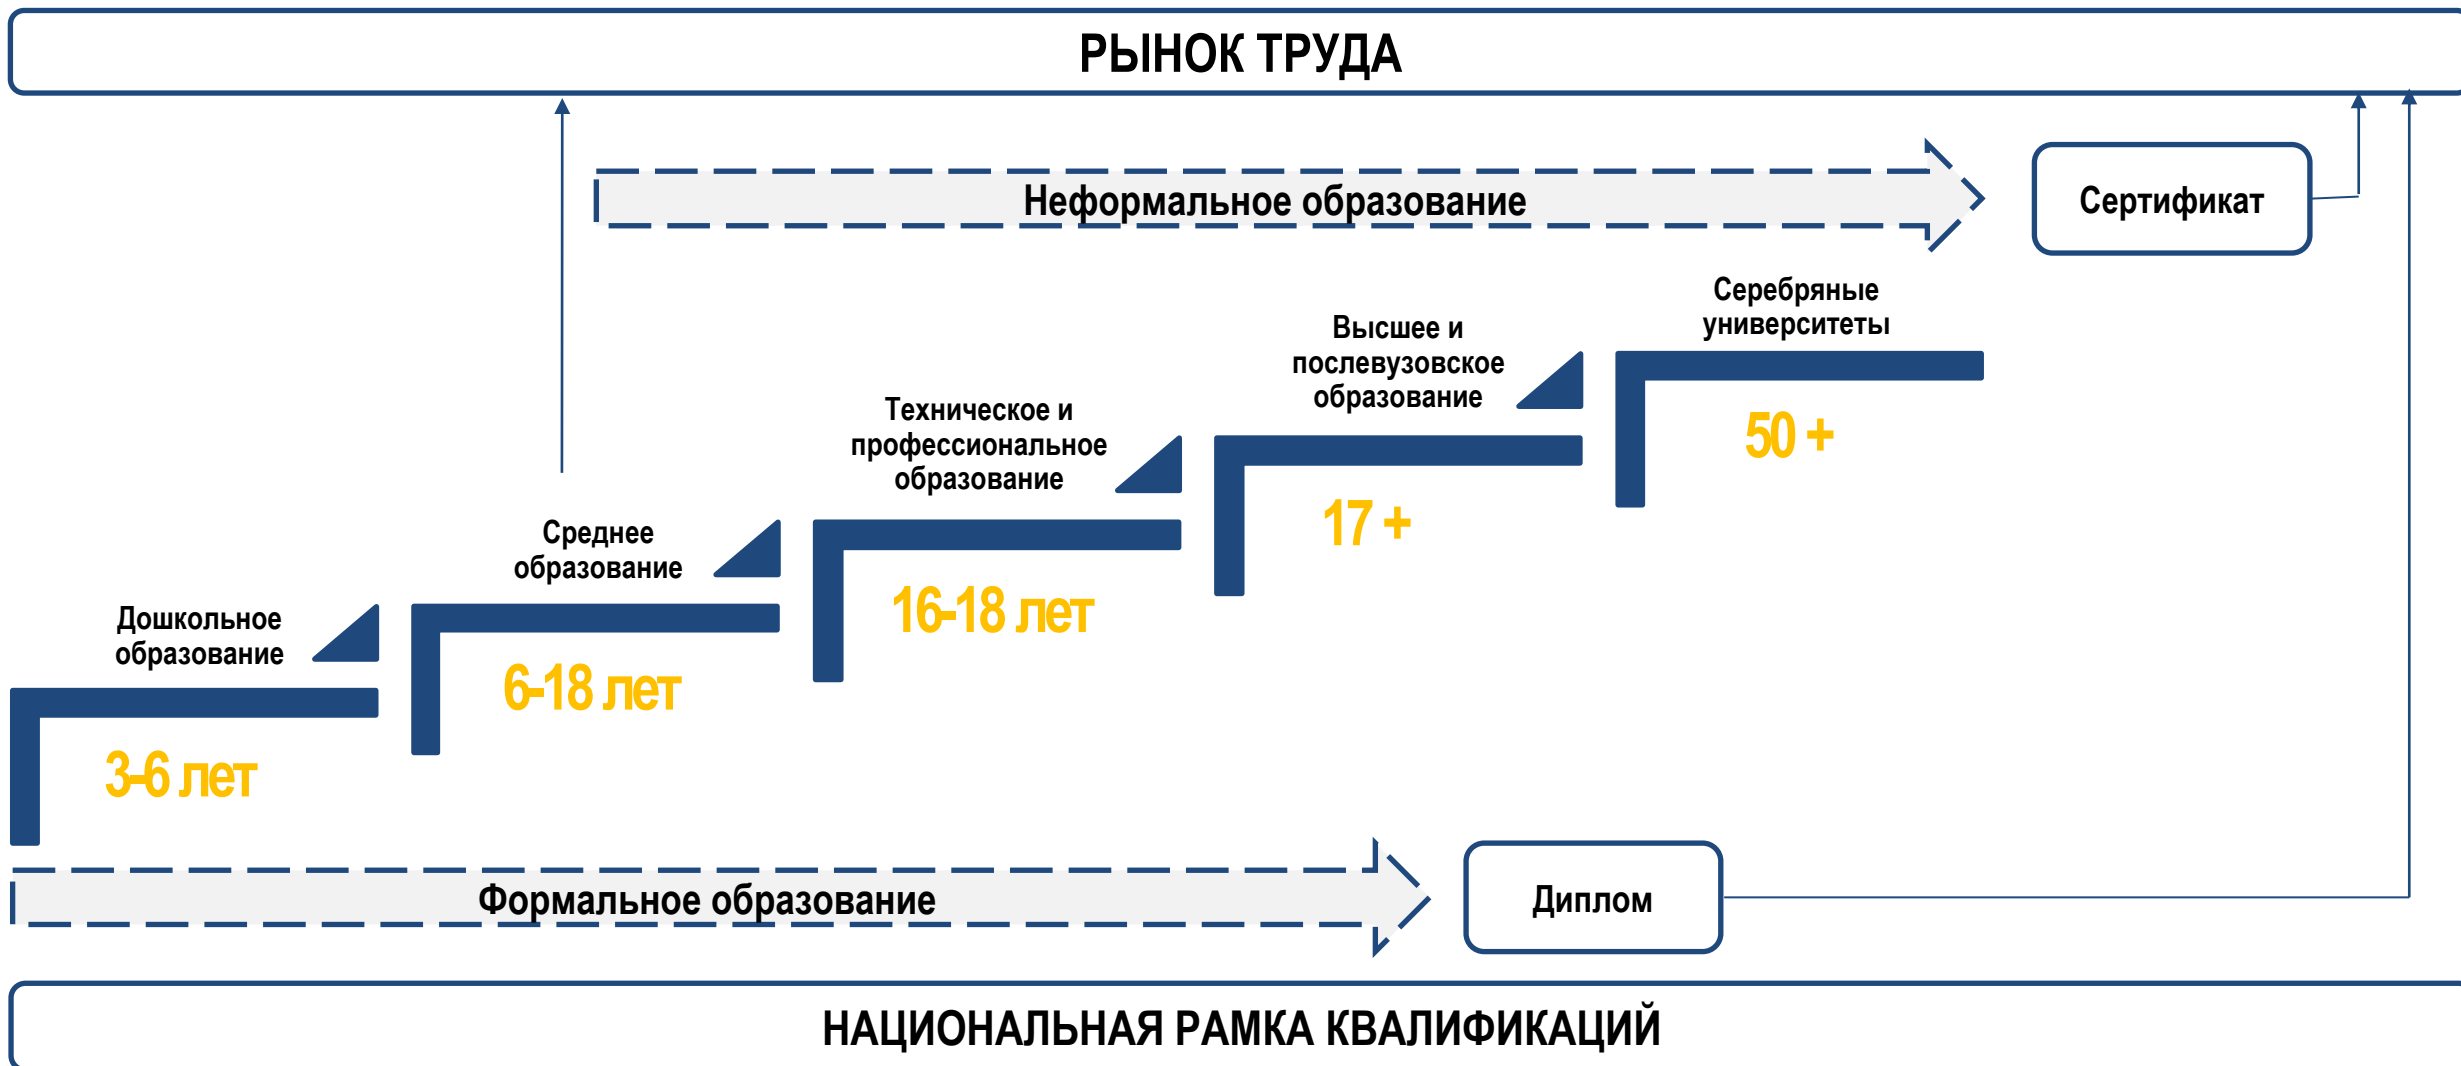 РЫНОК ТРУДА
Неформальное образование
Сертификат
Серебряные
университеты
50 +
Высшее и
послевузовское
образование
17 +
Техническое и
профессиональное
образование
16-18 лет
Среднее
образование
6-18 лет
Дошкольное
образование
3-6 лет
Формальное образование
Диплом
НАЦИОНАЛЬНАЯ РАМКА КВАЛИФИКАЦИЙ